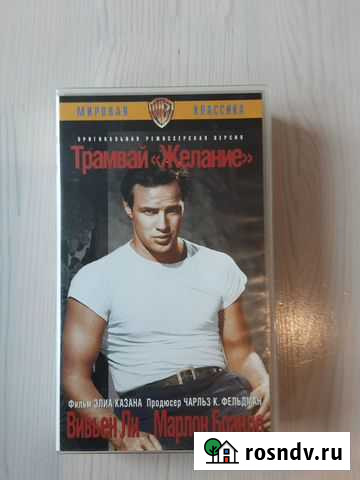 МИРОВАЯ КЛАССИКА
ОРИГИНАЛЬНАЯ РЕЖИССЕРСКАЯ ВЕРСИЯ
Трамвай «Желание»
Фильм ЭЛИА КАЗАНА Продюсер ЧАРЛЬЗ К. ФЕЛЬДМАН
Вивьен Ли Марлон Брандо
rosndv.ru